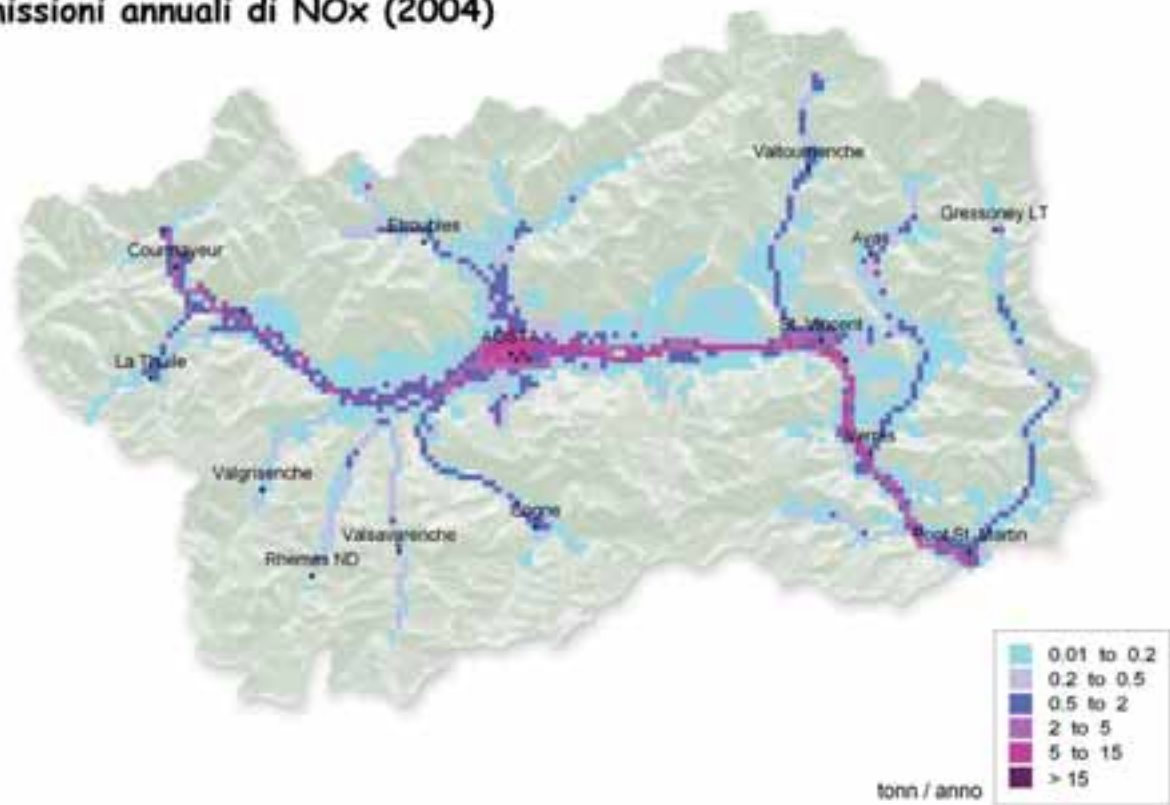 nissioni annuali di NOx (2004)
Valtournenche
Gressoney LT
Etroubles
Ayas
Courmayeur
St. Vincent
AOSTA
La Thuile
Verres
Valgrisenche
Cogne
Valsavarenche
Pont St. Martin
Rhemes ND
0.01 to 0.2
0.2 to 0.5
0.5 to 2
2 to 5
5 to 15
> 15
tonn / anno